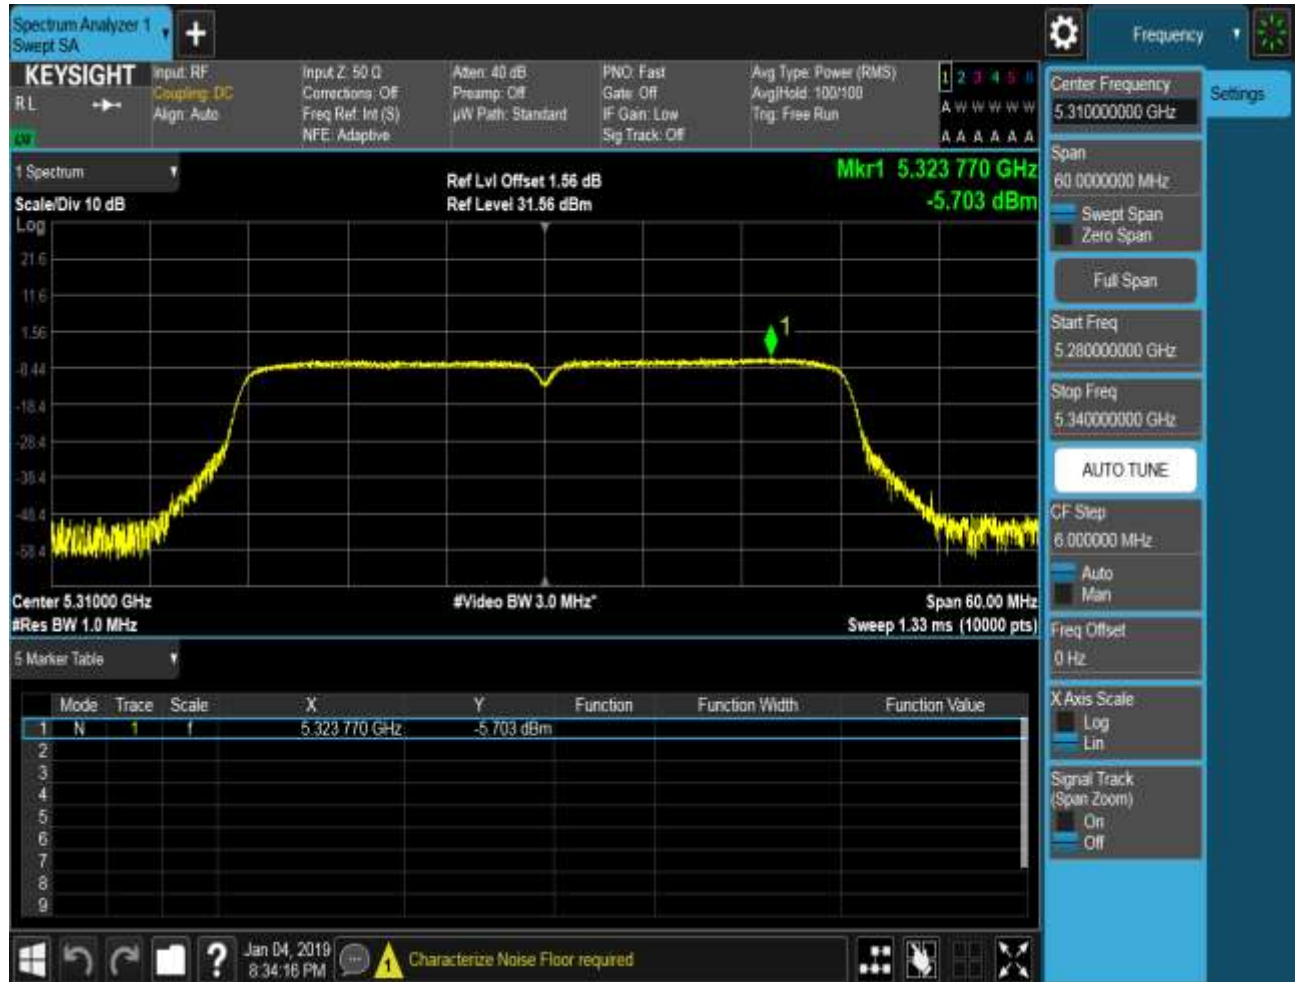 Spectrum Analyzer 1
Swept SA
Frequency
KEYSIGHT
R L
Input: RF
Coupling: DC
Align: Auto
Input Z: 50 Ω
Corrections: Off
Freq Ref: Int (S)
NFE: Adaptive
Atten: 40 dB
Preamp: Off
µW Path: Standard
PNO: Fast
Gate: Off
IF Gain: Low
Sig Track: Off
Avg Type: Power (RMS)
Avg|Hold: 100/100
Trig: Free Run
1 2 3 4 5 6
A W W W W W
A A A A A A
1 Spectrum
Scale/Div 10 dB
Log
Ref Lvl Offset 1.56 dB
Ref Level 31.56 dBm
Mkr1 5.323 770 GHz
-5.703 dBm
21.6
11.6
1.56
-8.44
-18.4
-28.4
-38.4
-48.4
-58.4
1
Center 5.31000 GHz
#Video BW 3.0 MHz*
Span 60.00 MHz
#Res BW 1.0 MHz
Sweep 1.33 ms (10000 pts)
5 Marker Table
Mode Trace Scale X Y Function Function Width Function Value
1 N 1 f 5.323 770 GHz -5.703 dBm
2
3
4
5
6
7
8
9
Jan 04, 2019
8:34:16 PM
Characterize Noise Floor required
Settings
Center Frequency
5.310000000 GHz
Span
60.0000000 MHz
Swept Span
Zero Span
Full Span
Start Freq
5.280000000 GHz
Stop Freq
5.340000000 GHz
AUTO TUNE
CF Step
6.000000 MHz
Auto
Man
Freq Offset
0 Hz
X Axis Scale
Log
Lin
Signal Track
(Span Zoom)
On
Off